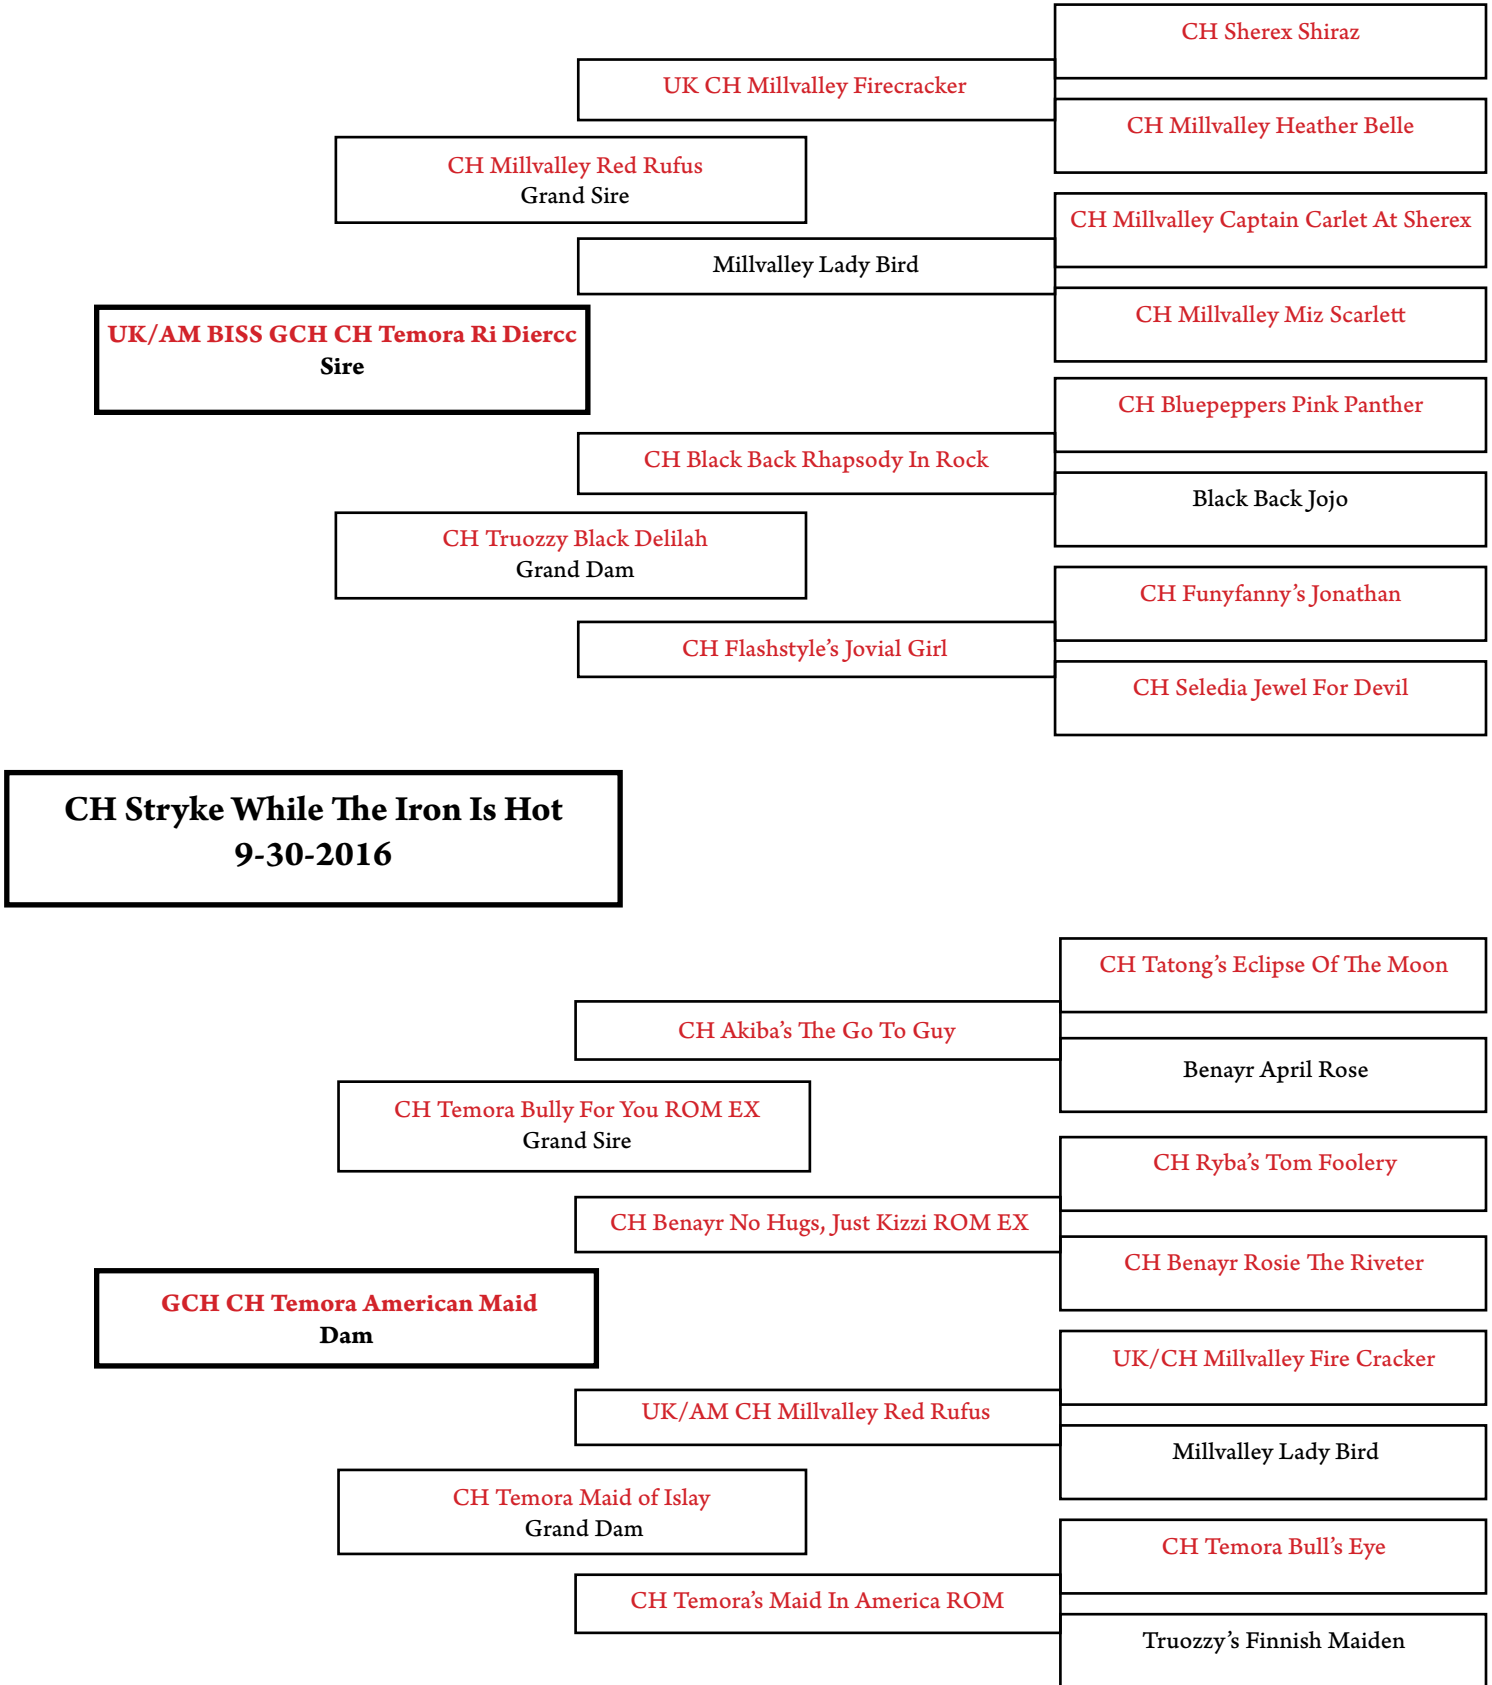 CH Sherex Shiraz
UK CH Millvalley Firecracker
CH Millvalley Heather Belle
CH Millvalley Red Rufus
Grand Sire
CH Millvalley Captain Carlet At Sherex
Millvalley Lady Bird
CH Millvalley Miz Scarlett
UK/AM BISS GCH CH Temora Ri Diercc
Sire
CH Bluepeppers Pink Panther
CH Black Back Rhapsody In Rock
Black Back Jojo
CH Truozzy Black Delilah
Grand Dam
CH Funyfanny’s Jonathan
CH Flashstyle’s Jovial Girl
CH Seledia Jewel For Devil
CH Stryke While The Iron Is Hot
9-30-2016
CH Tatong’s Eclipse Of The Moon
CH Akiba’s The Go To Guy
Benayr April Rose
CH Temora Bully For You ROM EX
Grand Sire
CH Ryba’s Tom Foolery
CH Benayr No Hugs, Just Kizzi ROM EX
CH Benayr Rosie The Riveter
GCH CH Temora American Maid
Dam
UK/CH Millvalley Fire Cracker
UK/AM CH Millvalley Red Rufus
Millvalley Lady Bird
CH Temora Maid of Islay
Grand Dam
CH Temora Bull’s Eye
CH Temora’s Maid In America ROM
Truozzy’s Finnish Maiden